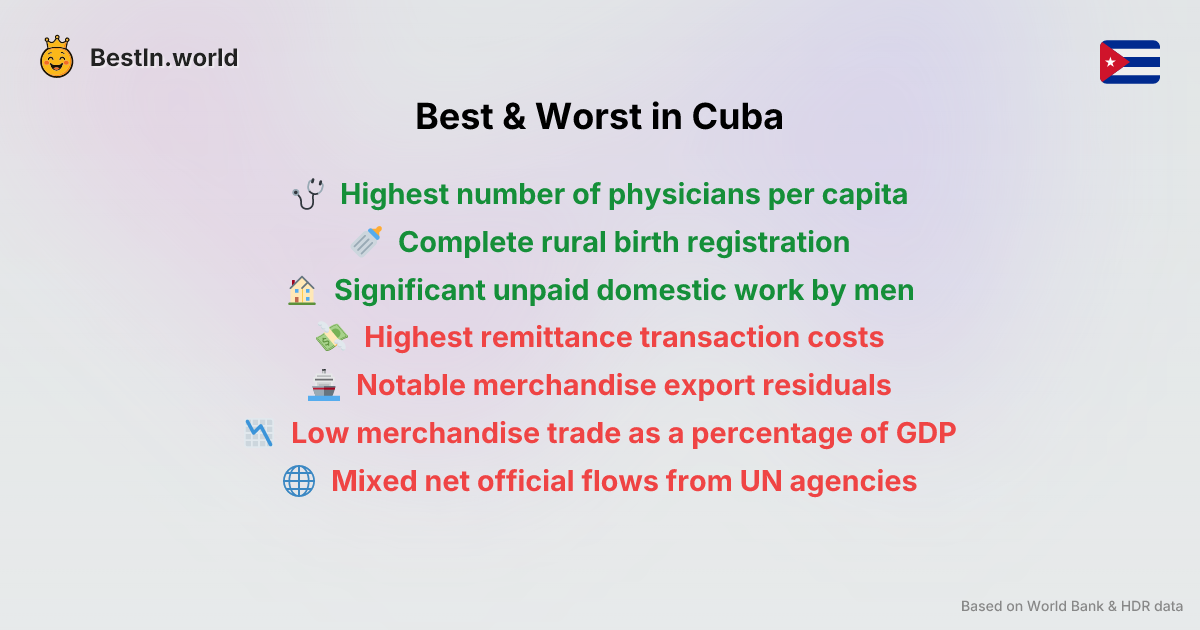 BestIn.world
Best & Worst in Cuba
Highest number of physicians per capita
Complete rural birth registration
Significant unpaid domestic work by men
Highest remittance transaction costs
Notable merchandise export residuals
Low merchandise trade as a percentage of GDP
Mixed net official flows from UN agencies
Based on World Bank & HDR data